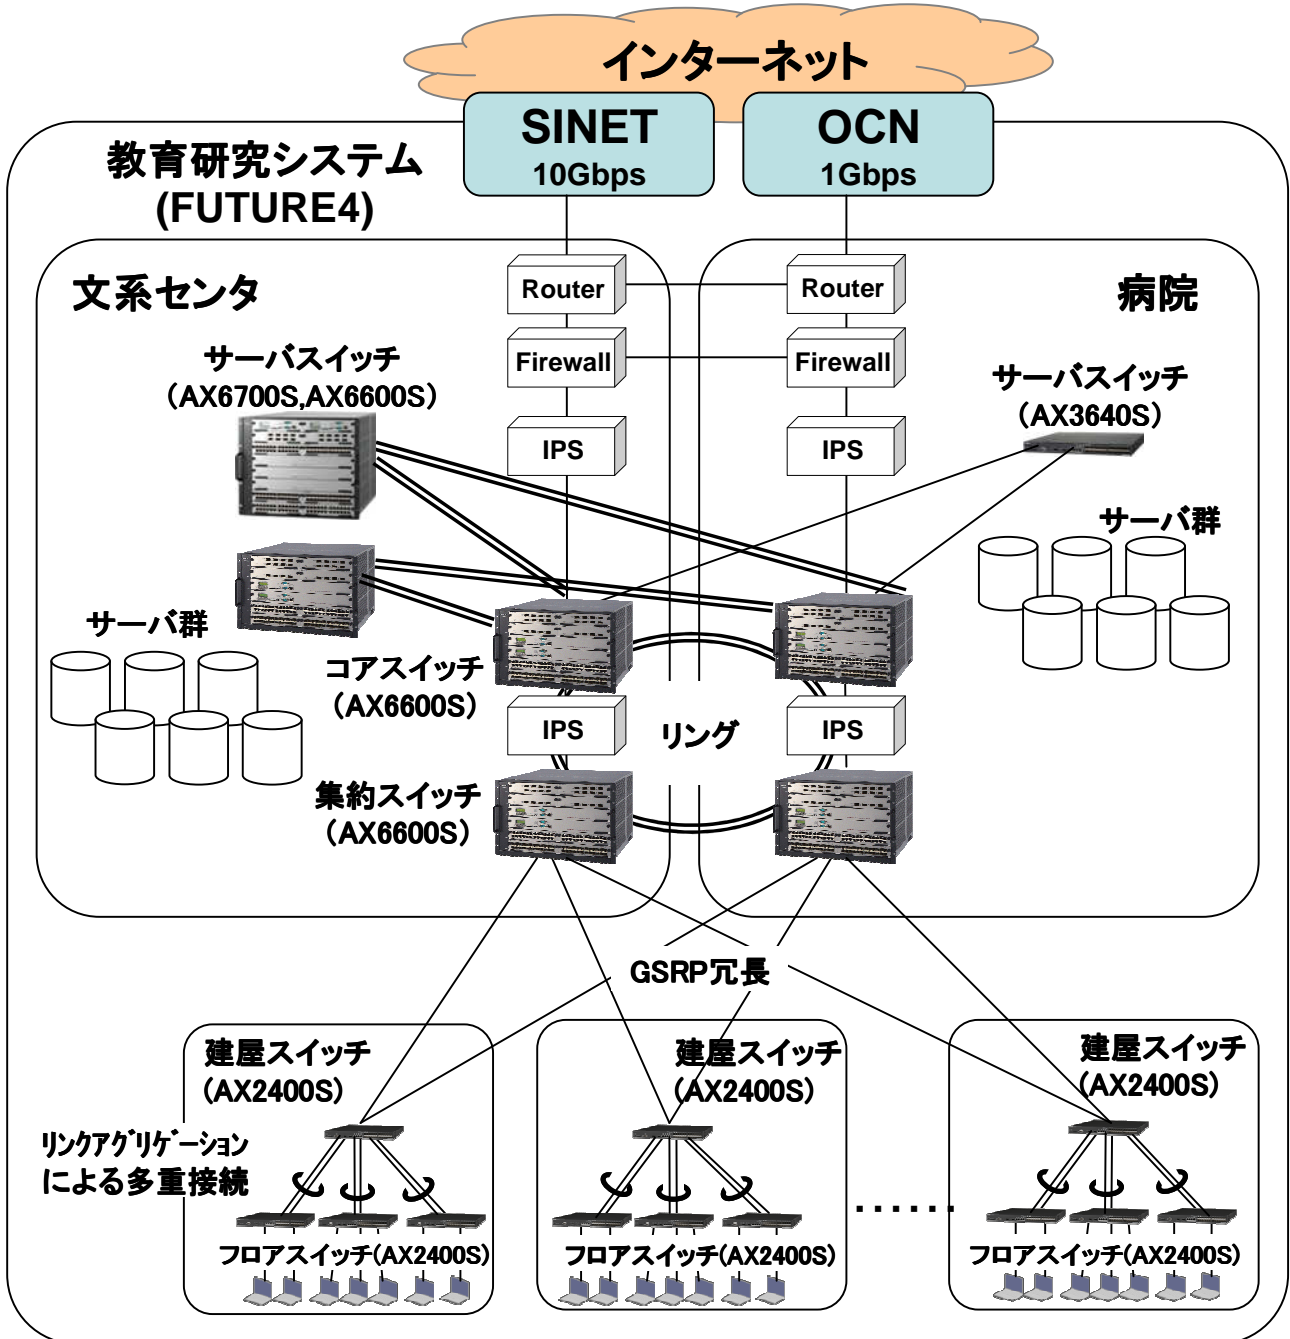 インターネット
SINET
10Gbps
OCN
1Gbps
教育研究システム
(FUTURE4)
文系センタ
病院
Router
Router
Firewall
Firewall
IPS
IPS
サーバスイッチ
(AX6700S,AX6600S)
サーバスイッチ
(AX3640S)
サーバ群
サーバ群
コアスイッチ
(AX6600S)
IPS
リング
IPS
集約スイッチ
(AX6600S)
GSRP冗長
建屋スイッチ
(AX2400S)
建屋スイッチ
(AX2400S)
建屋スイッチ
(AX2400S)
リンクアグリゲーション
による多重接続
......
フロアスイッチ(AX2400S)
フロアスイッチ(AX2400S)
フロアスイッチ(AX2400S)